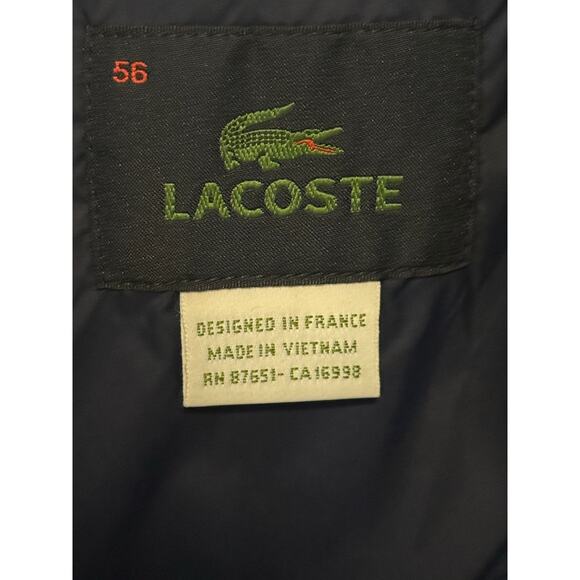 56
LACOSTE
DESIGNED IN FRANCE
MADE IN VIETNAM
RN 87651- CA16998